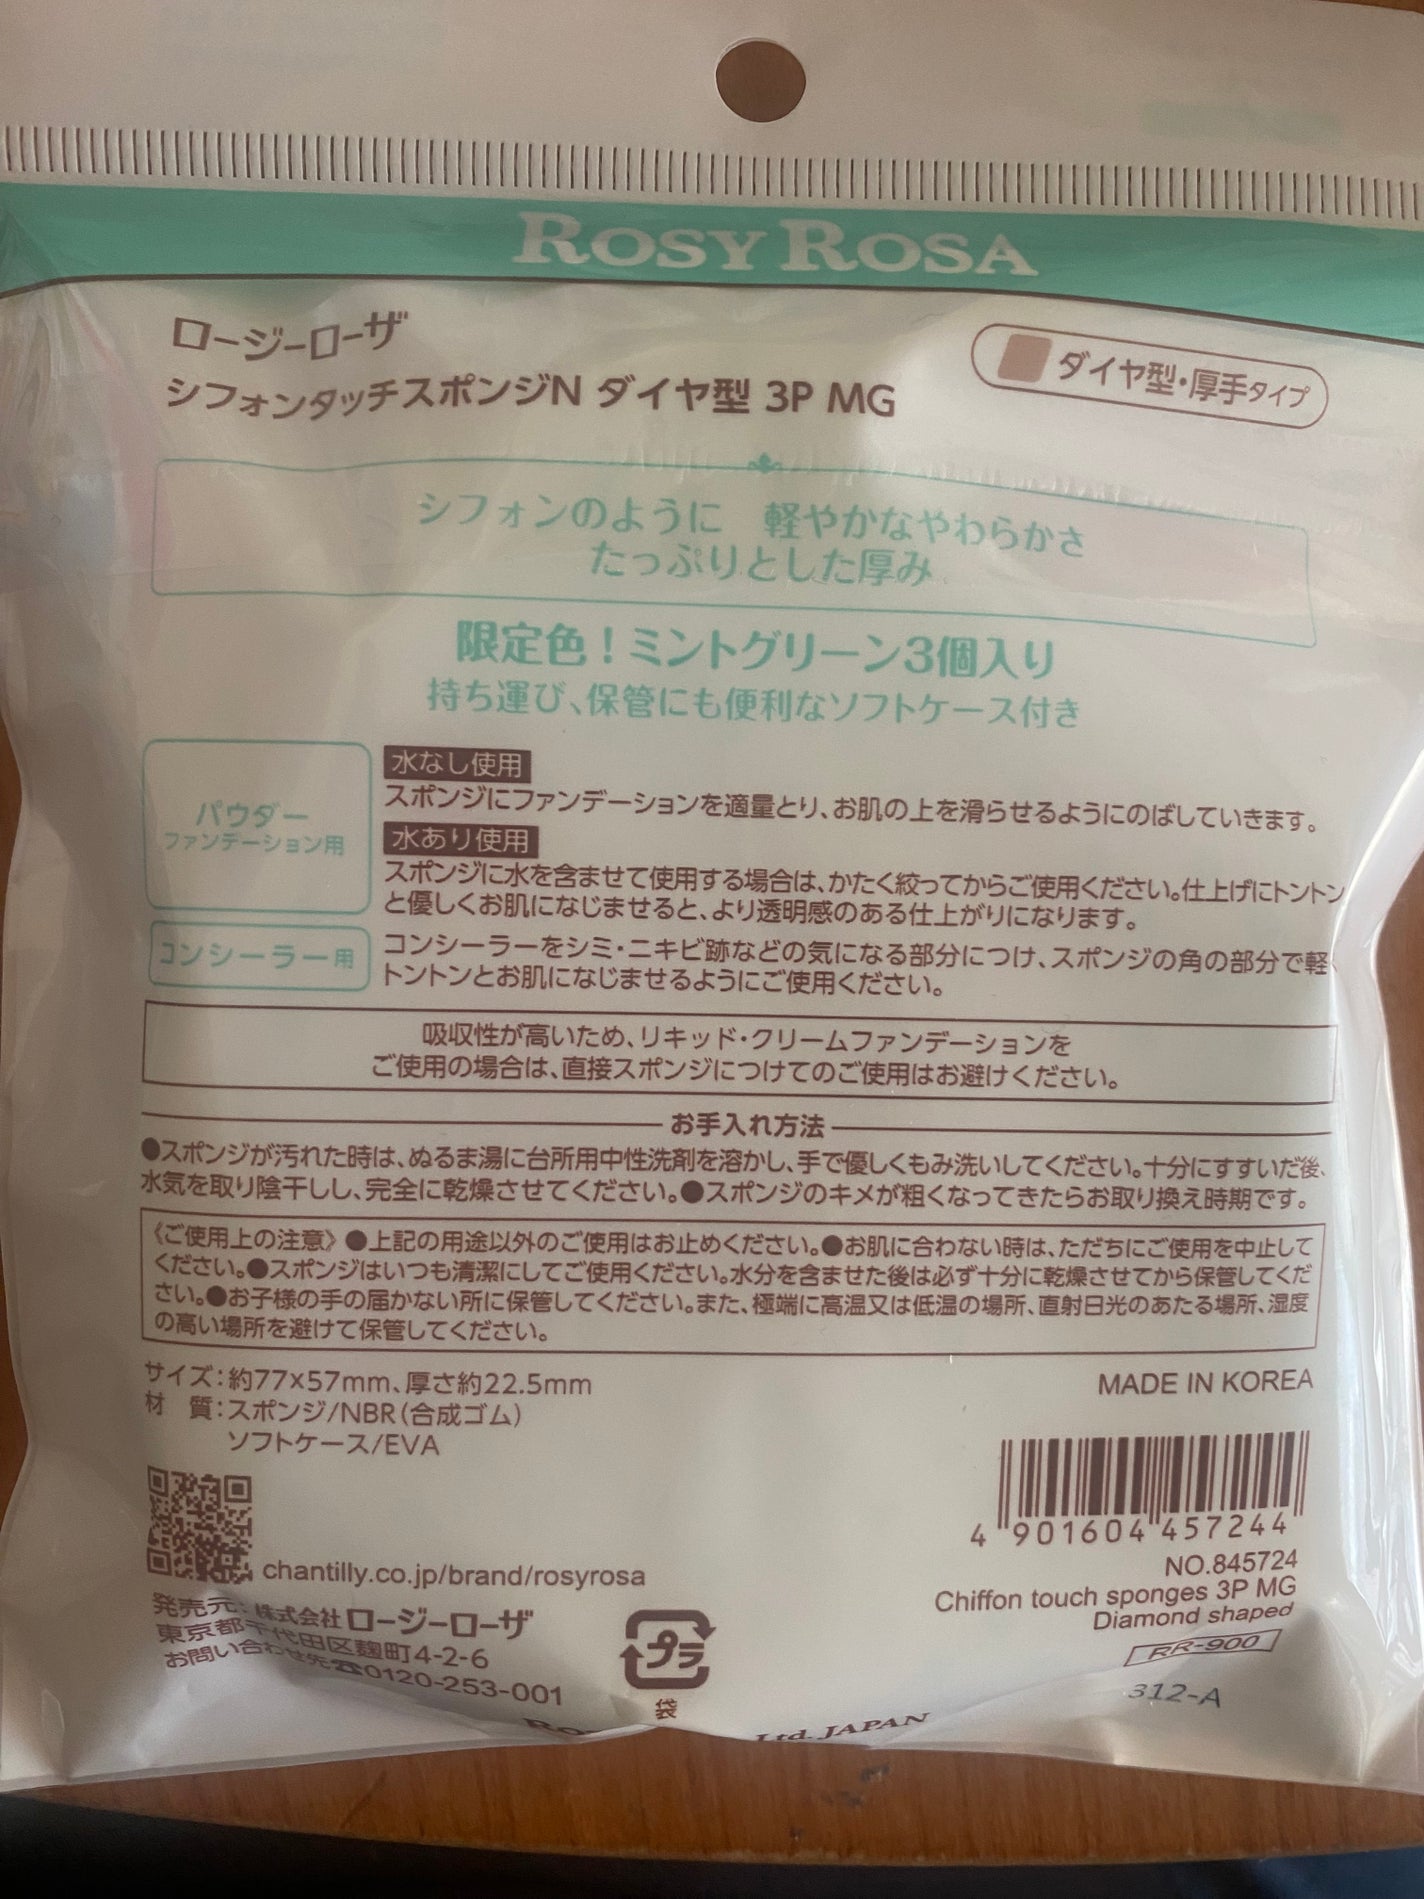 ROSY ROSA
ロージーローザ
シフォンタッチスポンジN ダイヤ型 3P MG
ダイヤ型・厚手タイプ
シフォンのように 軽やかなやわらかさ
たっぷりとした厚み
限定色！ミントグリーン3個入り
持ち運び、保管にも便利なソフトケース付き
パウダー
ファンデーション用
水なし使用
スポンジにファンデーションを適量とり、お肌の上を滑らせるようにのばしていきます。
水あり使用
スポンジに水を含ませて使用する場合は、かたく絞ってからご使用ください。仕上げにトントン
と優しくお肌になじませると、より透明感のある仕上がりになります。
コンシーラー用
コンシーラーをシミ・ニキビ跡などの気になる部分につけ、スポンジの角の部分で軽く
トントンとお肌になじませるようにご使用ください。
吸収性が高いため、リキッド・クリームファンデーションを
ご使用の場合は、直接スポンジにつけてのご使用はお避けください。
お手入れ方法
●スポンジが汚れた時は、ぬるま湯に台所用中性洗剤を溶かし、手で優しくもみ洗いしてください。十分にすすいだ後、
水気を取り陰干しし、完全に乾燥させてください。●スポンジのキメが粗くなってきたらお取り換え時期です。
《ご使用上の注意》●上記の用途以外のご使用はお止めください。●お肌に合わない時は、ただちにご使用を中止して
ください。●スポンジはいつも清潔にしてご使用ください。水分を含ませた後は必ず十分に乾燥させてから保管してくだ
さい。●お子様の手の届かない所に保管してください。また、極端に高温又は低温の場所、直射日光のあたる場所、湿度
の高い場所を避けて保管してください。
サイズ：約77×57mm、厚さ約22.5mm
材 質：スポンジ/NBR（合成ゴム）
ソフトケース/EVA
MADE IN KOREA
4 901604 457244
NO.845724
Chiffon touch sponges 3P MG
Diamond shaped
RR-900
312-A
chantilly.co.jp/brand/rosyrosa
発売元：株式会社ロージーローザ
東京都千代田区麹町4-2-6
お問い合わせ先☎0120-253-001
プラ
袋
Ltd. JAPAN